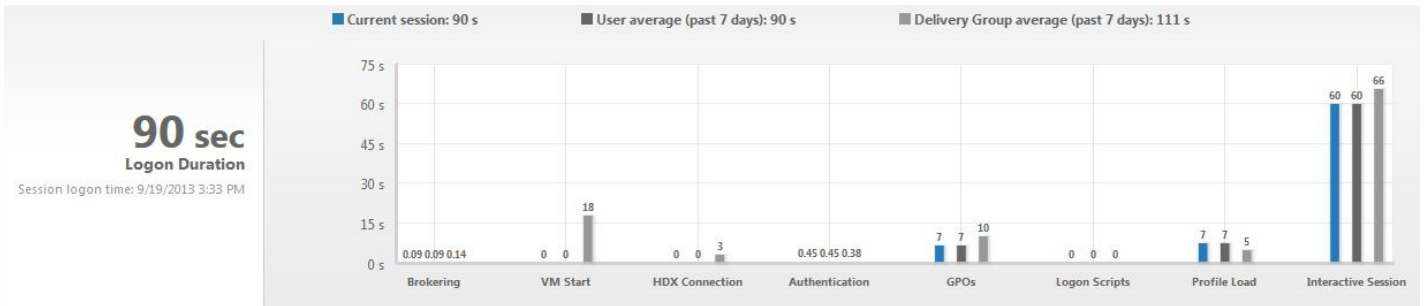 Current session: 90 s User average (past 7 days): 90 s Delivery Group average (past 7 days): 111 s
90 sec
Logon Duration
Session logon time: 9/19/2013 3:33 PM
75 s
60 s
45 s
30 s
15 s
0 s
0.09 0.09 0.14
0 0 18
0 0 3
0.45 0.45 0.38
7 7 10
0 0 0
7 7 5
60 60 66
Brokering VM Start HDX Connection Authentication GPOs Logon Scripts Profile Load Interactive Session